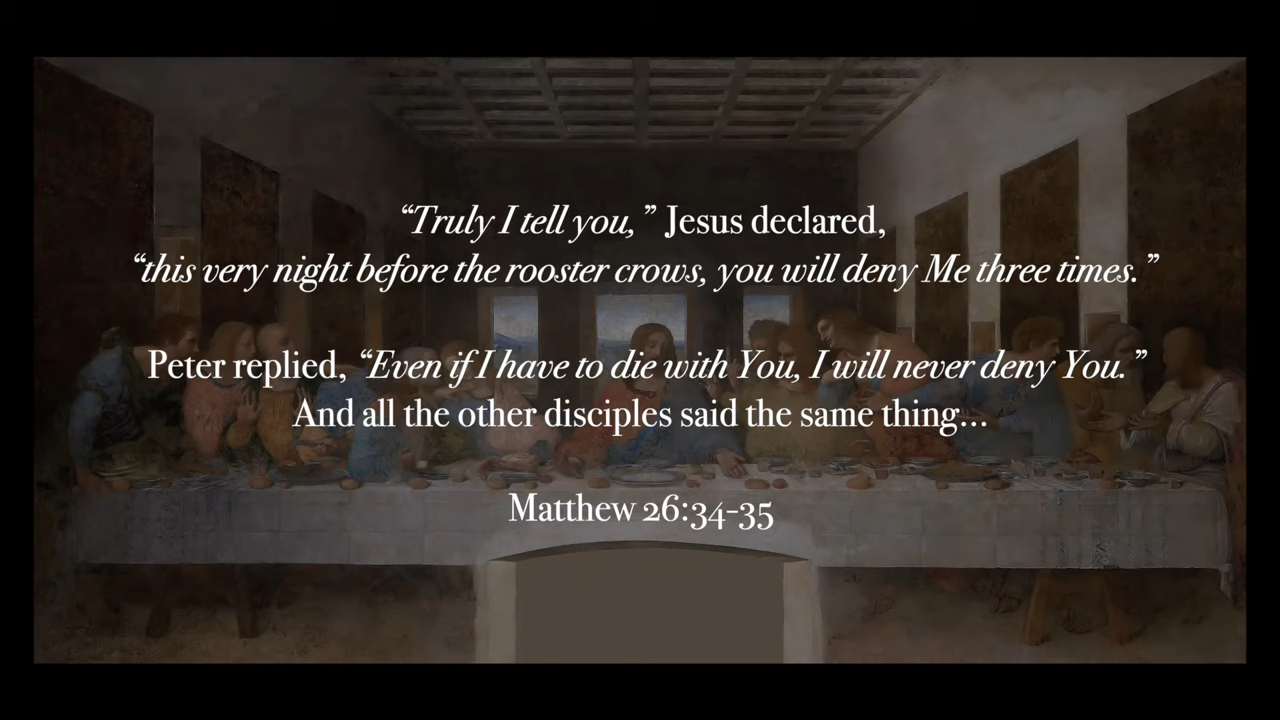 “Truly I tell you,” Jesus declared,
“this very night before the rooster crows, you will deny Me three times.”
Peter replied, “Even if I have to die with You, I will never deny You.”
And all the other disciples said the same thing...
Matthew 26:34-35